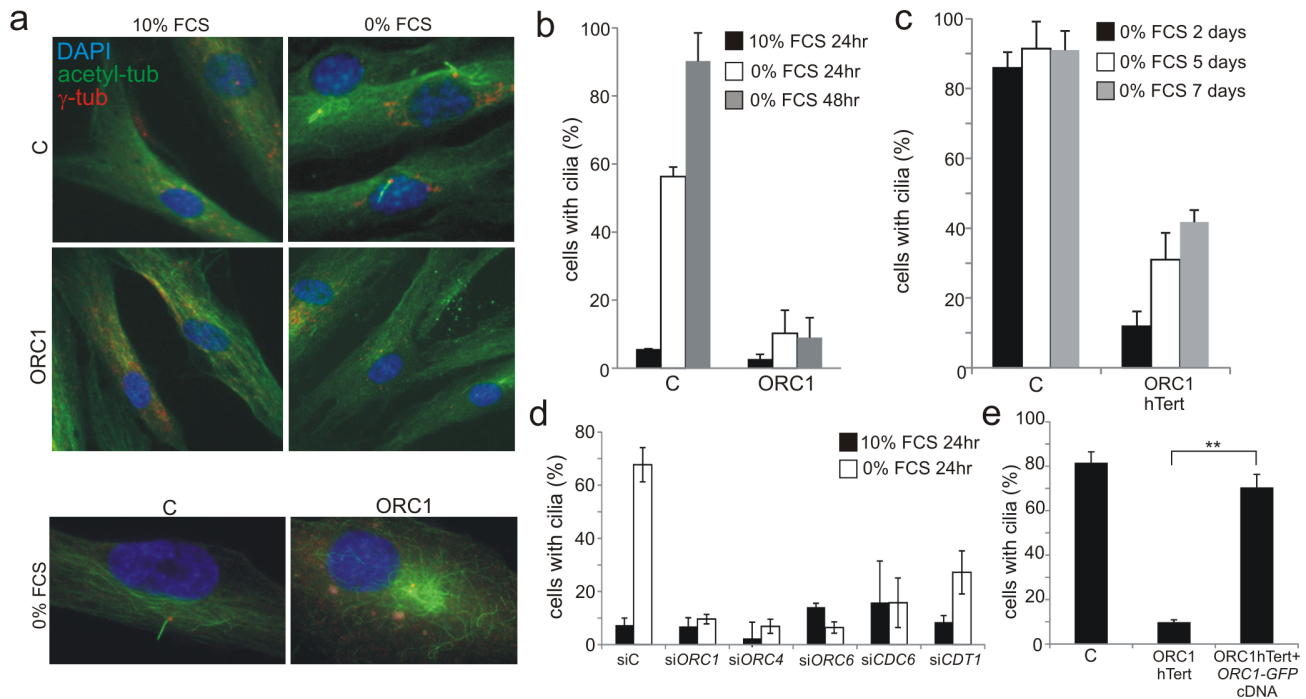 a
10% FCS
0% FCS
DAPI
acetyl-tub
γ-tub
C
ORC1
C
ORC1
0% FCS
b
cells with cilia (%)
100
80
60
40
20
0
10% FCS 24hr
0% FCS 24hr
0% FCS 48hr
C
ORC1
c
cells with cilia (%)
100
80
60
40
20
0
0% FCS 2 days
0% FCS 5 days
0% FCS 7 days
C
ORC1
hTert
d
cells with cilia (%)
80
60
40
20
0
10% FCS 24hr
0% FCS 24hr
siC
siORC1
siORC4
siORC6
siCDC6
siCDT1
e
cells with cilia (%)
100
80
60
40
20
0
**
C
ORC1
hTert
ORC1hTert+
ORC1-GFP
cDNA